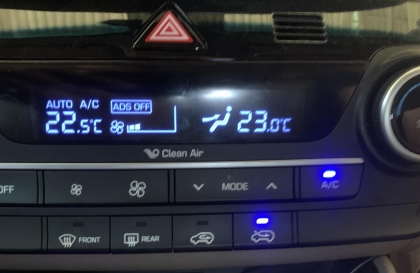 AUTO A/C ADS OFF
22.5°C 23.0°C
Clean Air
OFF MODE A/C
FRONT REAR